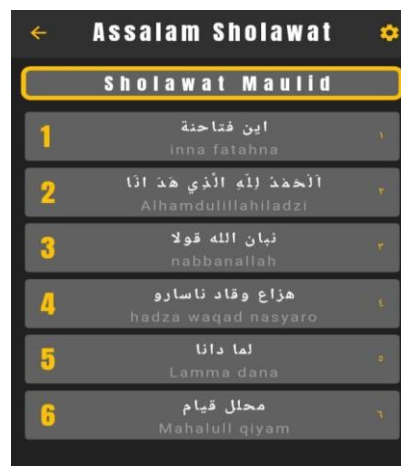 Assalam Sholawat
Sholawat Maulid
1
اين فتاحنة
inna fatahna
١
2
اَلْحَمْدُ لِلَّهِ الْذِي هَدَ انَا
Alhamdulillahiladzi
٢
3
نبان الله قولا
nabbanallah
٣
4
هزاع وقاد ناسارو
hadza waqad nasyaro
٤
5
لما دانا
Lamma dana
٥
6
محلل قيام
Mahalull qiyam
٦